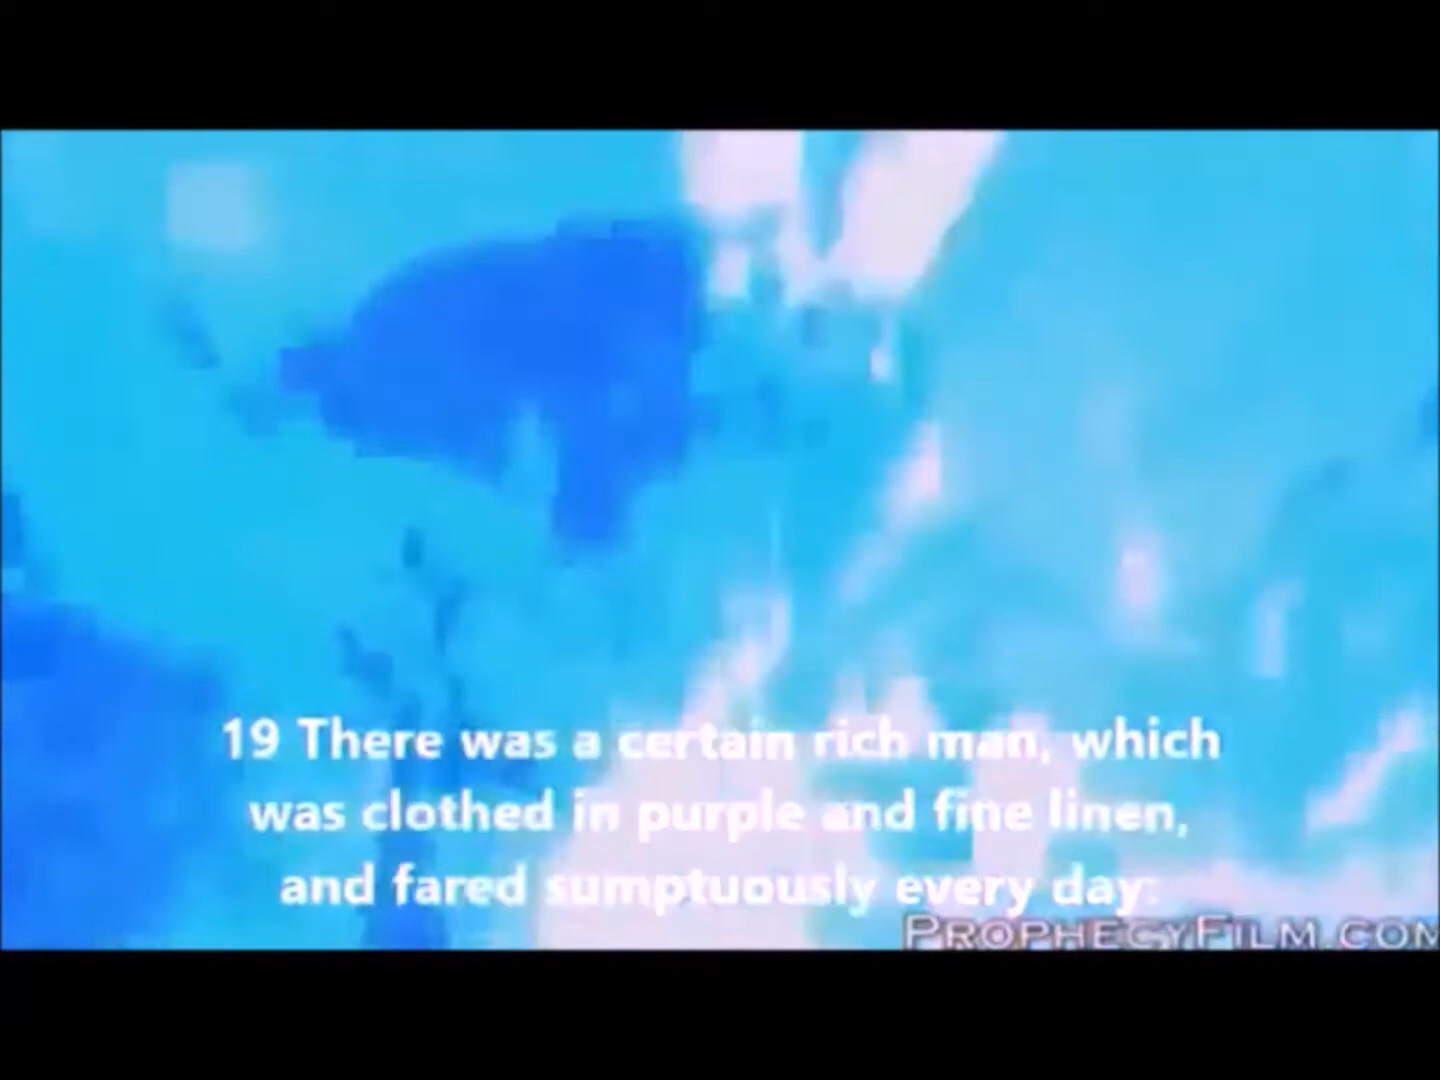 19 There was a certain rich man, which
was clothed in purple and fine linen,
and fared sumptuously every day:
PROPHECYFILM.COM